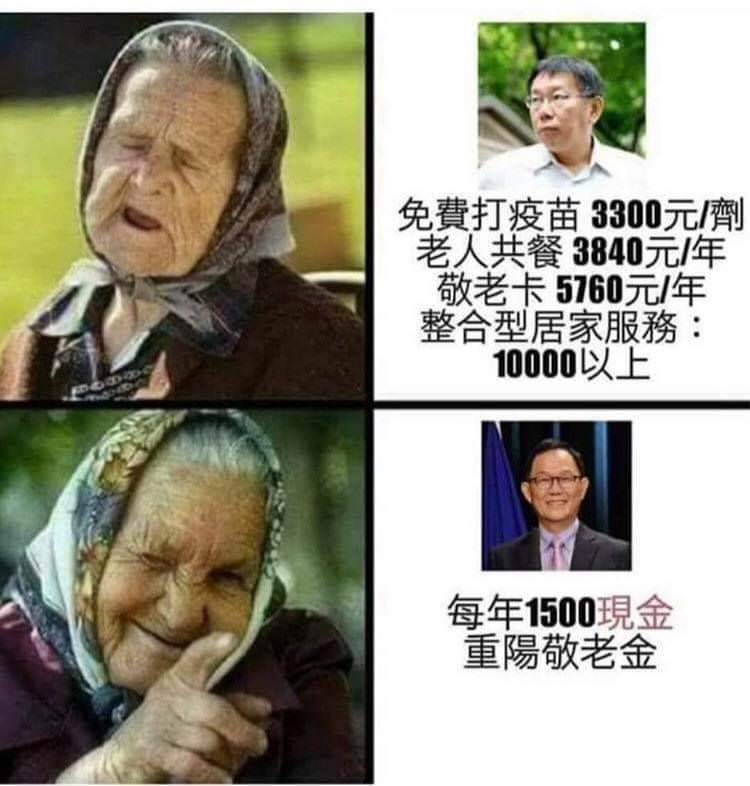 免費打疫苗 3300元/劑
老人共餐 3840元/年
敬老卡 5760元/年
整合型居家服務：
10000以上
每年1500現金
重陽敬老金